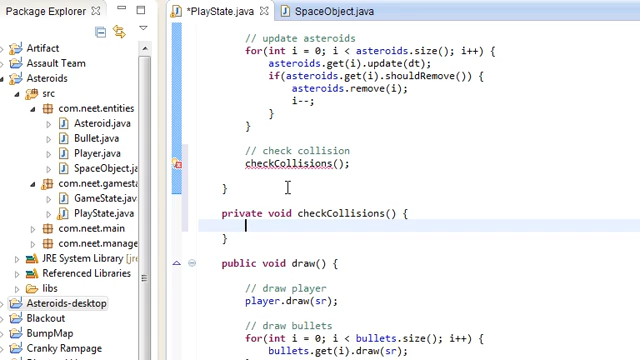 Package Explorer
Artifact
Assault Team
Asteroids
src
com.neet.entities
Asteroid.java
Bullet.java
Player.java
SpaceObject.jav
com.neet.gamest
GameState.java
PlayState.java
com.neet.main
com.neet.manage
JRE System Library [
Referenced Libraries
libs
Asteroids-desktop
Blackout
BumpMap
Cranky Rampage
*PlayState.java
SpaceObject.java
// update asteroids
for(int i = 0; i < asteroids.size(); i++) {
asteroids.get(i).update(dt);
if(asteroids.get(i).shouldRemove()) {
asteroids.remove(i);
i--;
}
}
// check collision
checkCollisions();
}
private void checkCollisions() {
}
public void draw() {
// draw player
player.draw(sr);
// draw bullets
for(int i = 0; i < bullets.size(); i++) {
bullets.get(i).draw(sr);